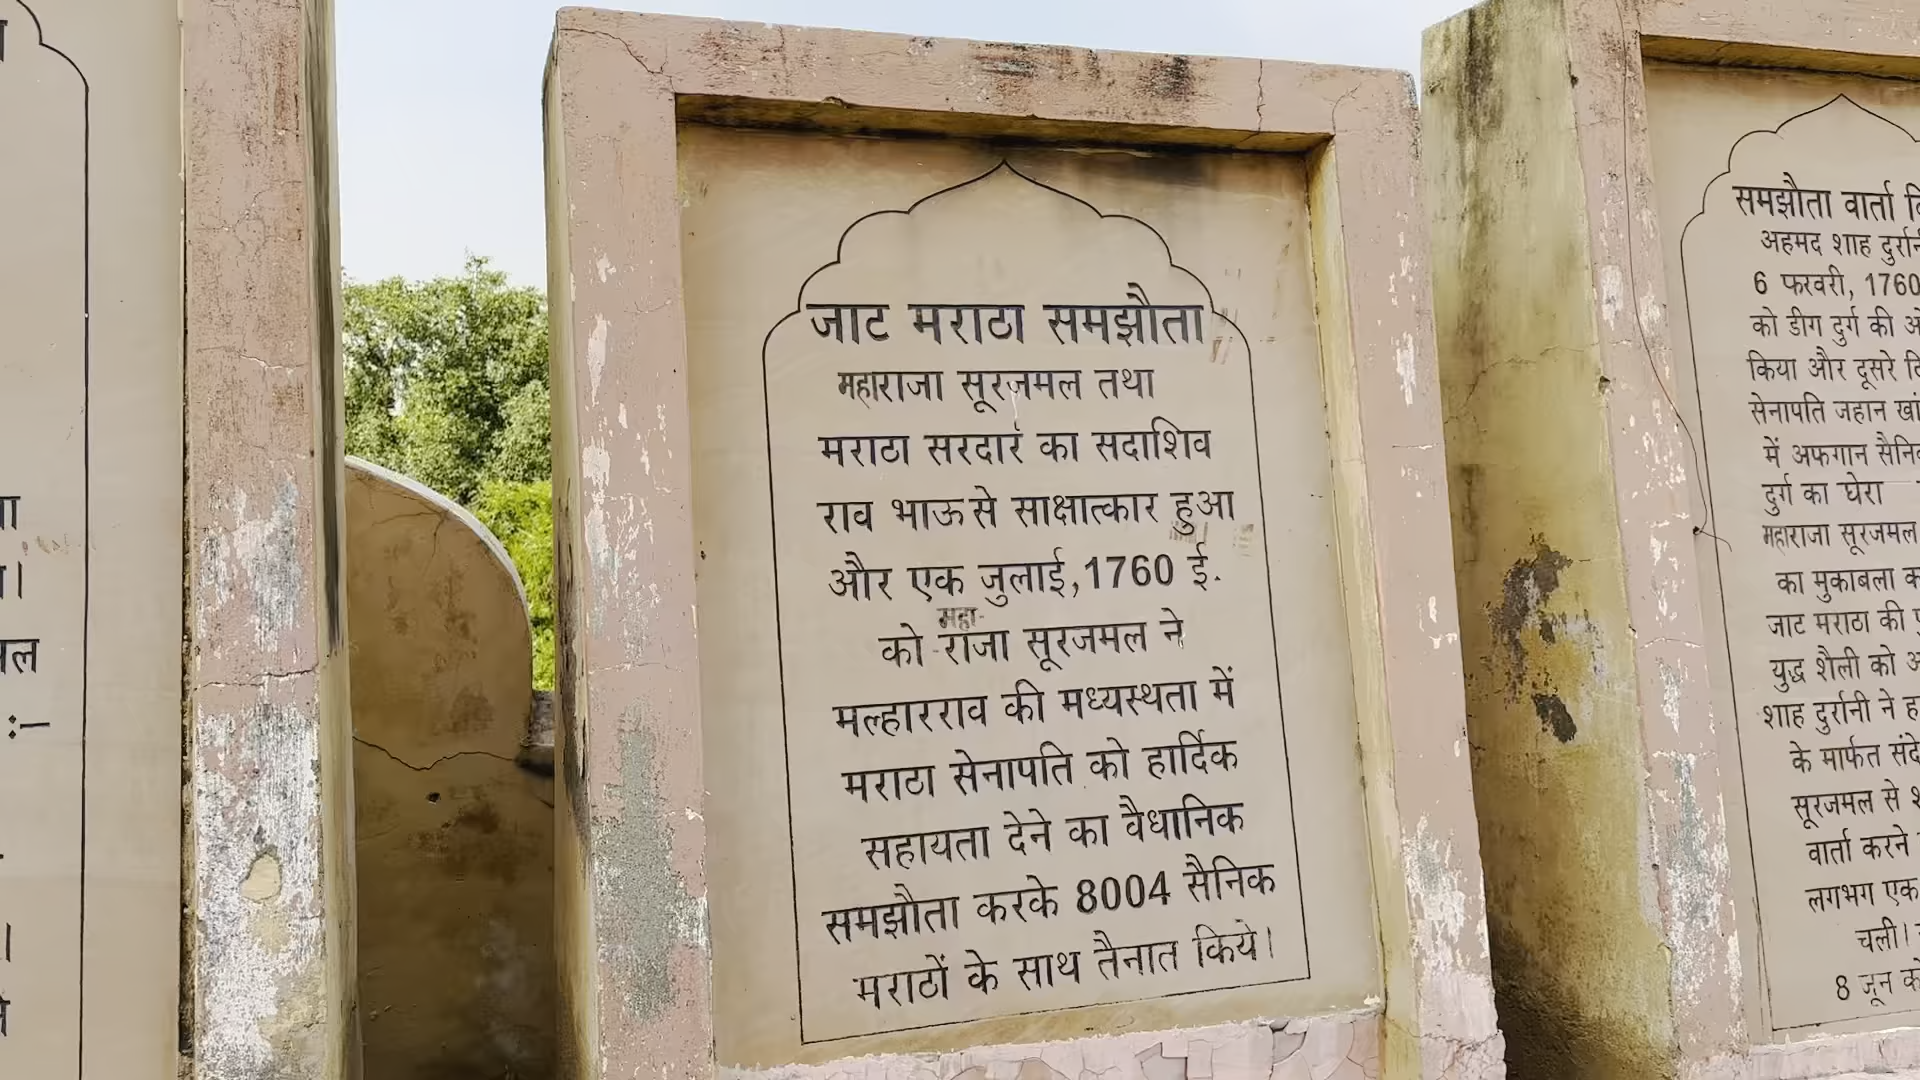 जाट मराठा समझौता
महाराजा सूरजमल तथा
मराठा सरदार का सदाशिव
राव भाऊ से साक्षात्कार हुआ
और एक जुलाई,1760 ई.
महा-
को राजा सूरजमल ने
मल्हारराव की मध्यस्थता में
मराठा सेनापति को हार्दिक
सहायता देने का वैधानिक
समझौता करके 8004 सैनिक
मराठों के साथ तैनात किये।
समझौता वार्ता
अहमद शाह
6 फरवरी, 1760
को डीग दुर्ग की
किया और दूसरे
सेनापति जहान
में अफगान
दुर्ग का घेरा
महाराजा सूरजमल
का मुकाबला
जाट मराठा की
युद्ध शैली को
शाह दुर्रानी ने
के मार्फत
सूरजमल से
वार्ता करने
लगभग एक
चली।
8 जून